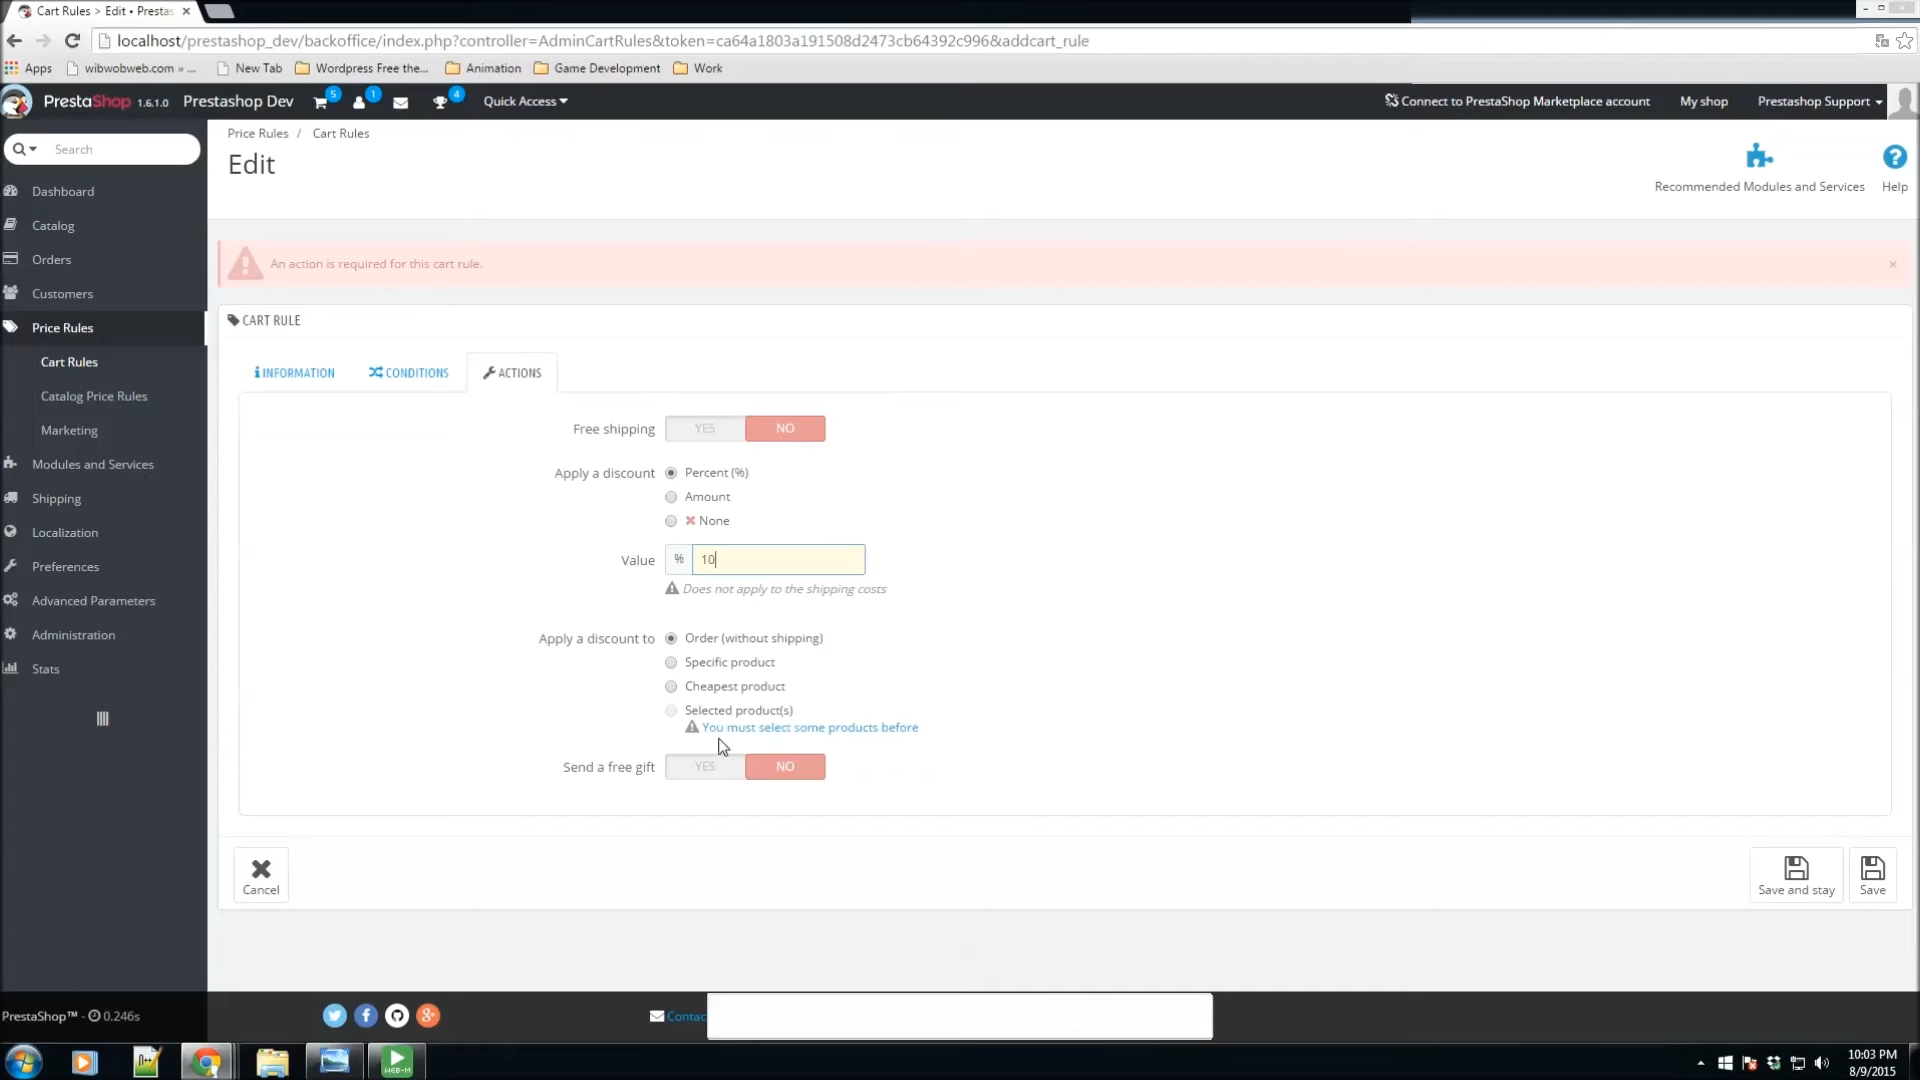 Cart Rules > Edit • Presta
localhost/prestashop_dev/backoffice/index.php?controller=AdminCartRules&token=ca64a1803a191508d2473cb64392c996&addcart_rule
Apps wibwobweb.com » ... New Tab Wordpress Free the... Animation Game Development Work
PrestaShop 1.6.1.0 Prestashop Dev 5 1 4 Quick Access Connect to PrestaShop Marketplace account My shop Prestashop Support
Search
Dashboard
Catalog
Orders
Customers
Price Rules
Cart Rules
Catalog Price Rules
Marketing
Modules and Services
Shipping
Localization
Preferences
Advanced Parameters
Administration
Stats
Price Rules / Cart Rules
Edit
Recommended Modules and Services Help
An action is required for this cart rule. ×
CART RULE
INFORMATION CONDITIONS ACTIONS
Free shipping YES NO
Apply a discount Percent (%)
Amount
None
Value % 10
Does not apply to the shipping costs
Apply a discount to Order (without shipping)
Specific product
Cheapest product
Selected product(s)
You must select some products before
Send a free gift YES NO
Cancel Save and stay Save
PrestaShop™ - 0.246s Contac
WEB-M
10:03 PM
8/9/2015